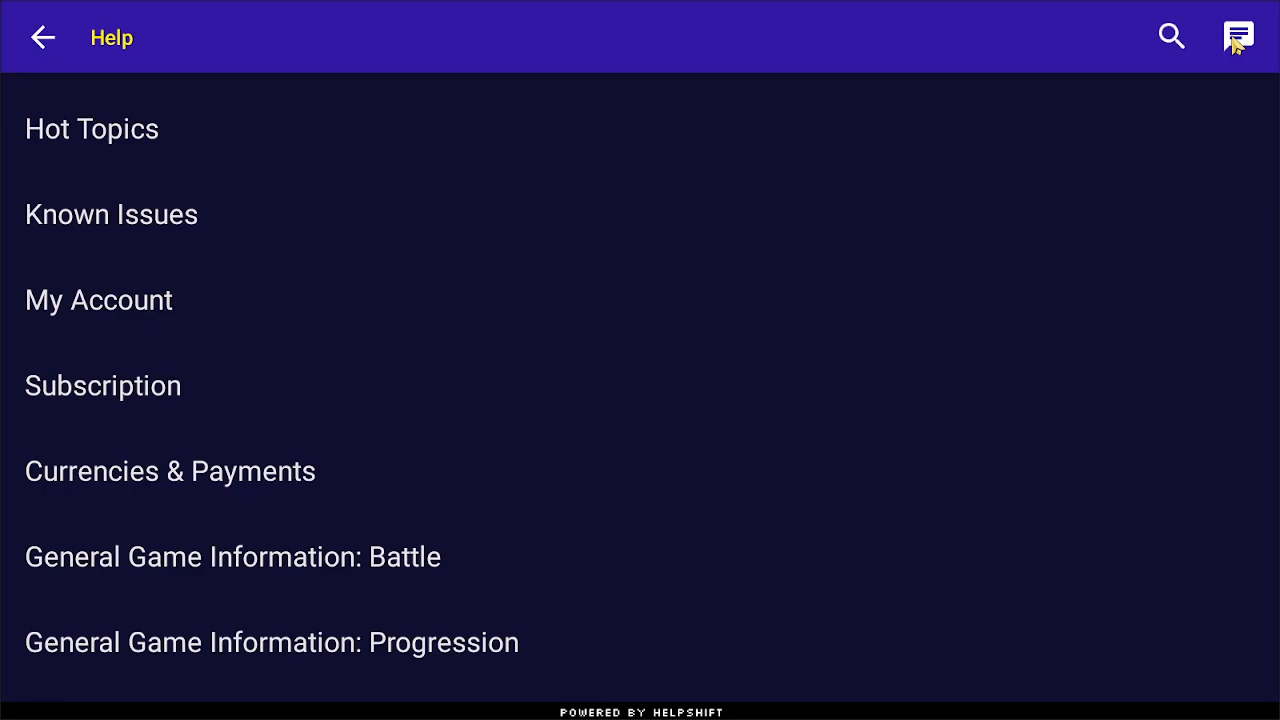 Help
Hot Topics
Known Issues
My Account
Subscription
Currencies & Payments
General Game Information: Battle
General Game Information: Progression
POWERED BY HELPSHIFT